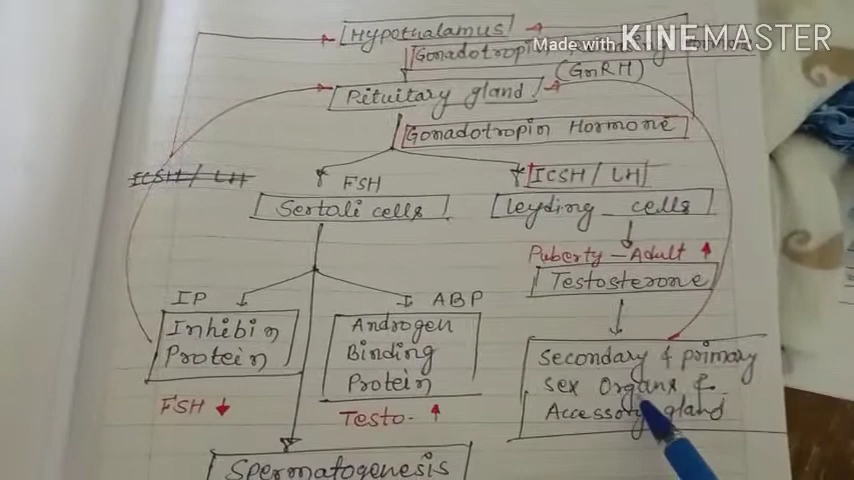 Hypothalamus
Made with KINEMASTER
Gonadotropin
(GnRH)
Pituitary gland
Gonadotropin Hormone
ICSH / LH
FSH
ICSH / LH
Sertoli cells
leyding cells
Puberty - Adult ↑
Testosterone
IP
ABP
Inhibin
Protein
Androgen
Binding
Protein
Secondary & primary
sex organs &
Accessory gland
FSH ↓
Testo- ↑
Spermatogenesis